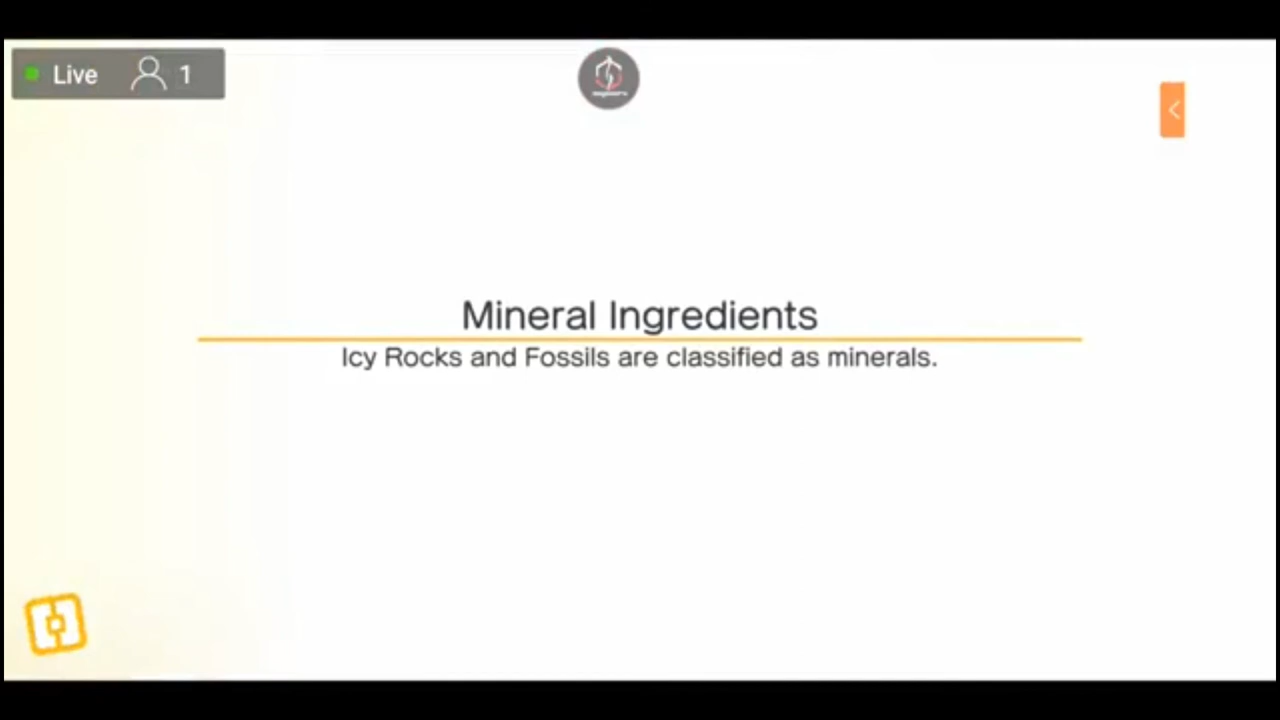 Live 1
Mineral Ingredients
Icy Rocks and Fossils are classified as minerals.